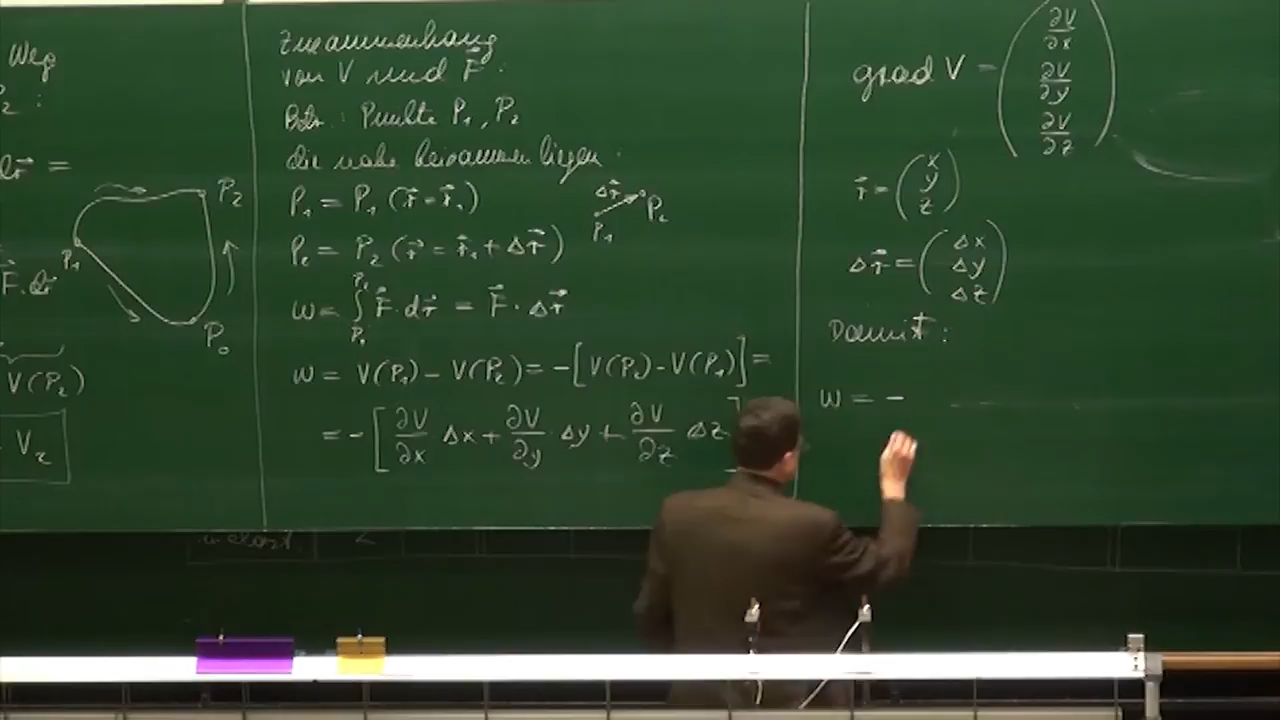 Weg
P₂ :
dr⃗ =
P₂
P₁
F⃗.dr⃗
P₀
V(P₂)
- V₂
Zusammenhang
von V und F⃗ :
Betr.: Punkte P₁, P₂
die nahe beisammen liegen :
P₁ = P₁ (r⃗ = r⃗₁)
Δr⃗
P₁
P₂
P₂ = P₂ (r⃗ = r⃗₁ + Δr⃗)
W = ∫_{P₁}^{P₂} F⃗ · dr⃗ = F⃗ · Δr⃗
W = V(P₁) - V(P₂) = -[V(P₂) - V(P₁)] =
= - [ ∂V/∂x Δx + ∂V/∂y · Δy + ∂V/∂z Δz ]
grad V = ( ∂V/∂x ∂V/∂y ∂V/∂z )
r⃗ = ( x y z )
Δr⃗ = ( Δx Δy Δz )
Damit :
W = -